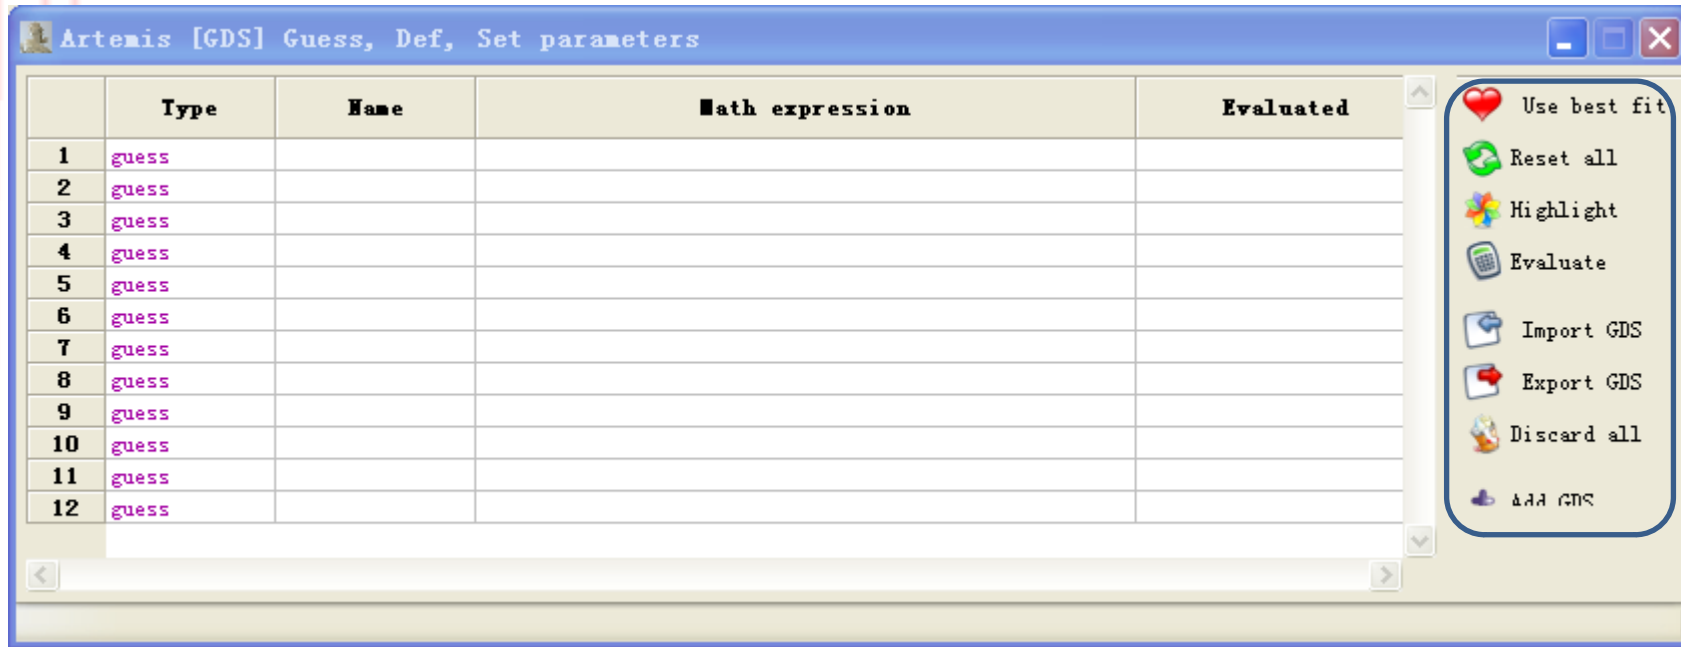 Artemis [GDS] Guess, Def, Set parameters
Type Name Math expression Evaluated
1 guess
2 guess
3 guess
4 guess
5 guess
6 guess
7 guess
8 guess
9 guess
10 guess
11 guess
12 guess
Use best fit
Reset all
Highlight
Evaluate
Import GDS
Export GDS
Discard all
Add GDS